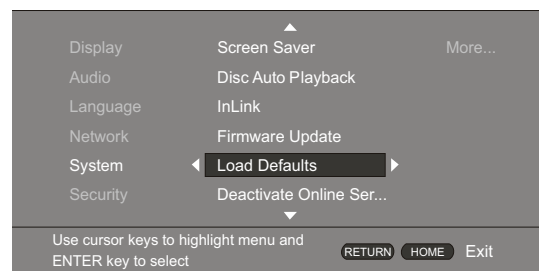 Display Screen Saver More...
Audio Disc Auto Playback
Language InLink
Network Firmware Update
System Load Defaults
Security Deactivate Online Ser...
Use cursor keys to highlight menu and
ENTER key to select
RETURN HOME Exit